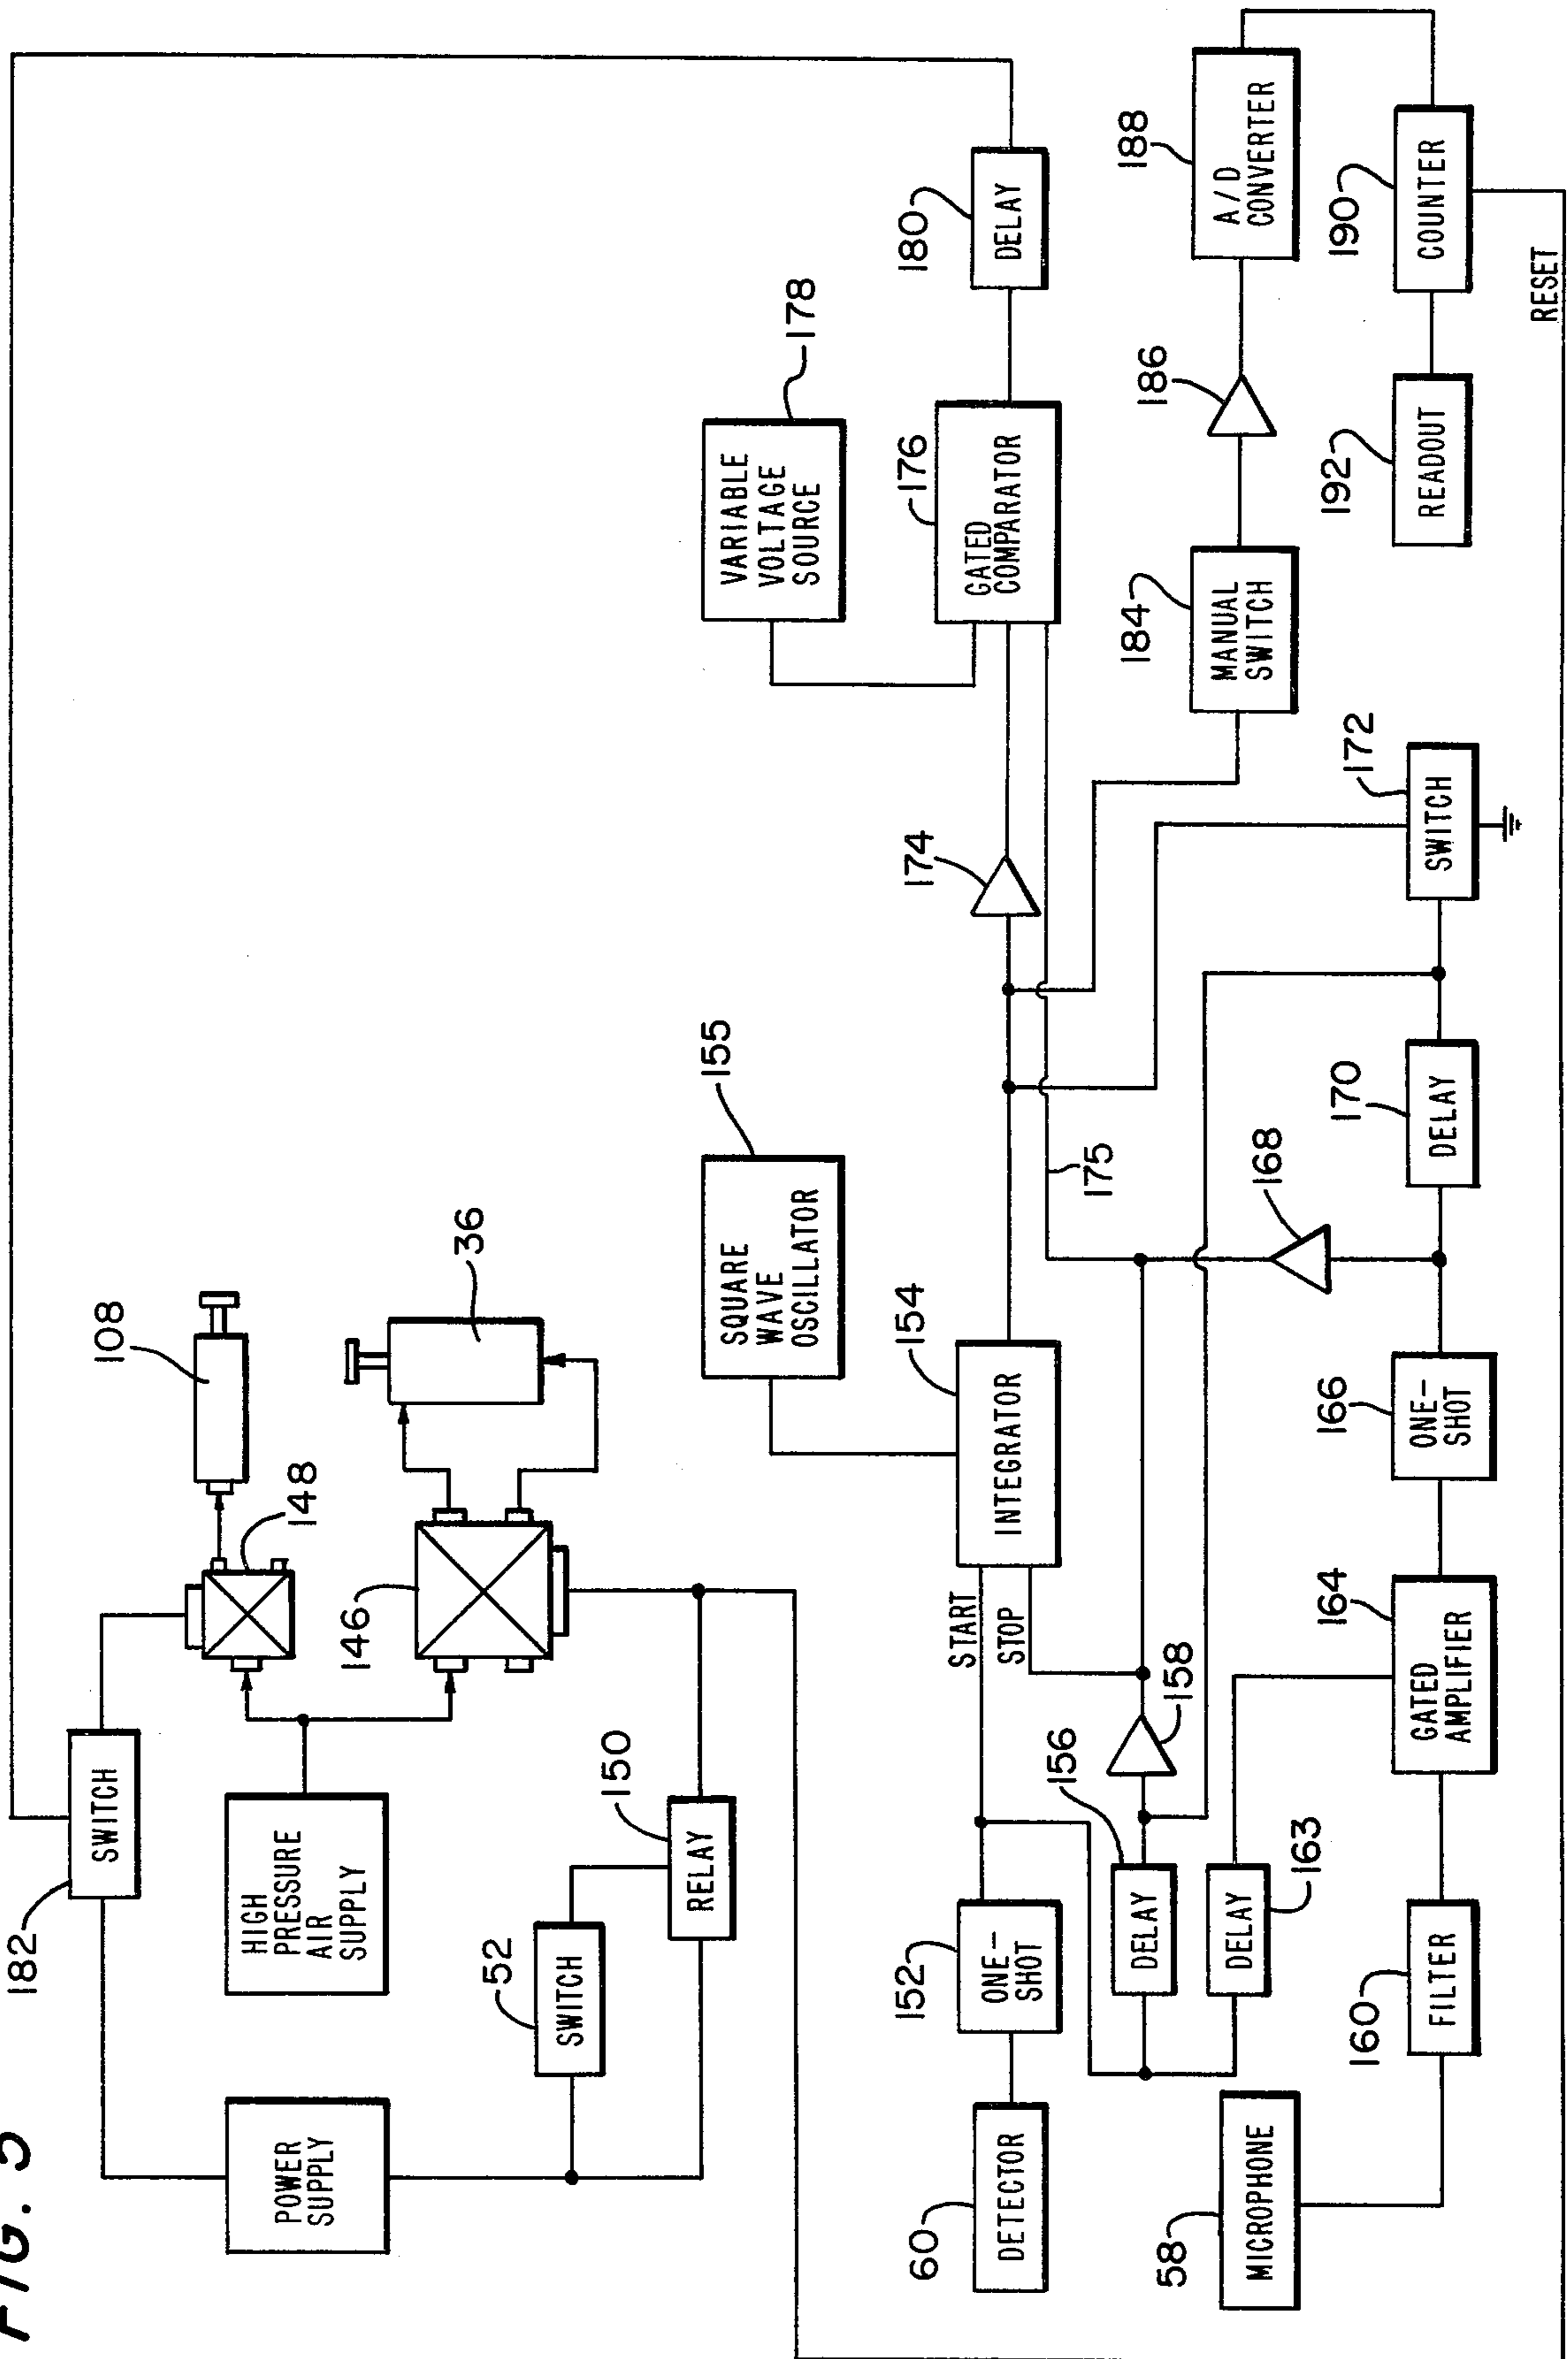 FIG. 5
182
SWITCH
108
HIGH
PRESSURE
AIR
SUPPLY
148
POWER
SUPPLY
146
36
52
SWITCH
150
RELAY
155
SQUARE
WAVE
OSCILLATOR
178
VARIABLE
VOLTAGE
SOURCE
60
DETECTOR
152
ONE-
SHOT
START
STOP
154
INTEGRATOR
174
176
GATED
COMPARATOR
180
DELAY
156
DELAY
158
175
184
MANUAL
SWITCH
186
188
A/D
CONVERTER
58
MICROPHONE
DELAY
163
168
160
FILTER
164
GATED
AMPLIFIER
166
ONE-
SHOT
170
DELAY
172
SWITCH
192
READOUT
190
COUNTER
RESET